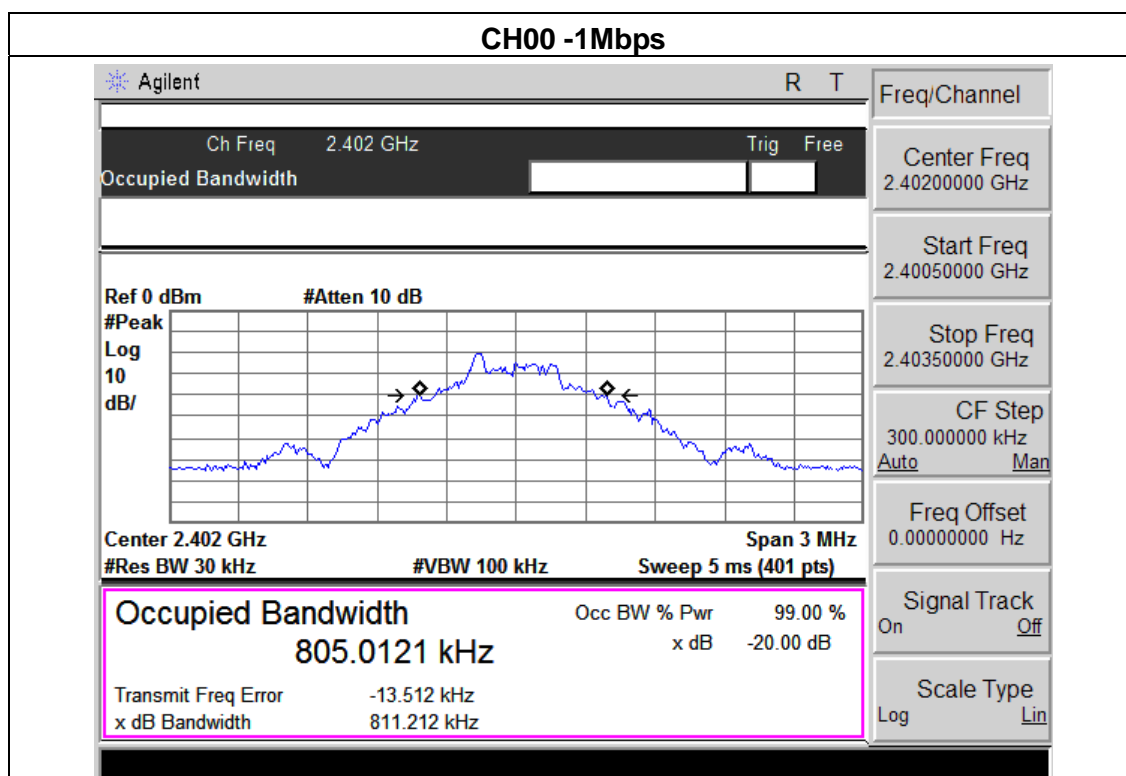 CH00 -1Mbps
Agilent R T
Freq/Channel
Ch Freq 2.402 GHz Trig Free
Occupied Bandwidth
Center Freq
2.40200000 GHz
Start Freq
2.40050000 GHz
Stop Freq
2.40350000 GHz
CF Step
300.000000 kHz
Auto Man
Freq Offset
0.00000000 Hz
Signal Track
On Off
Scale Type
Log Lin
Ref 0 dBm #Atten 10 dB
#Peak
Log
10
dB/
Center 2.402 GHz Span 3 MHz
#Res BW 30 kHz #VBW 100 kHz Sweep 5 ms (401 pts)
Occupied Bandwidth Occ BW % Pwr 99.00 %
805.0121 kHz x dB -20.00 dB
Transmit Freq Error -13.512 kHz
x dB Bandwidth 811.212 kHz